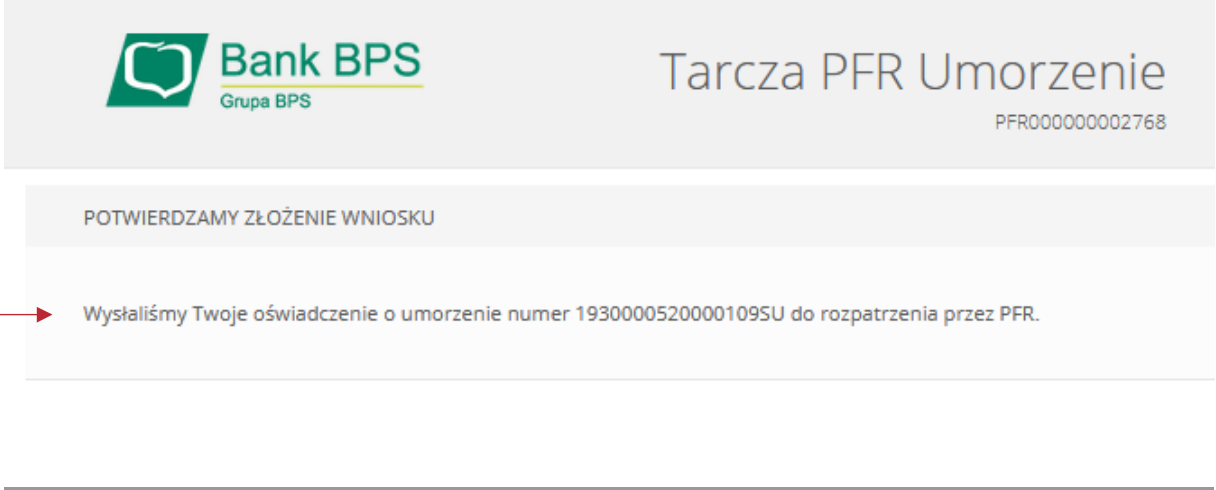 Bank BPS
Grupa BPS
Tarcza PFR Umorzenie
PFR000000002768
POTWIERDZAMY ZŁOŻENIE WNIOSKU
Wysłaliśmy Twoje oświadczenie o umorzenie numer 1930000520000109SU do rozpatrzenia przez PFR.